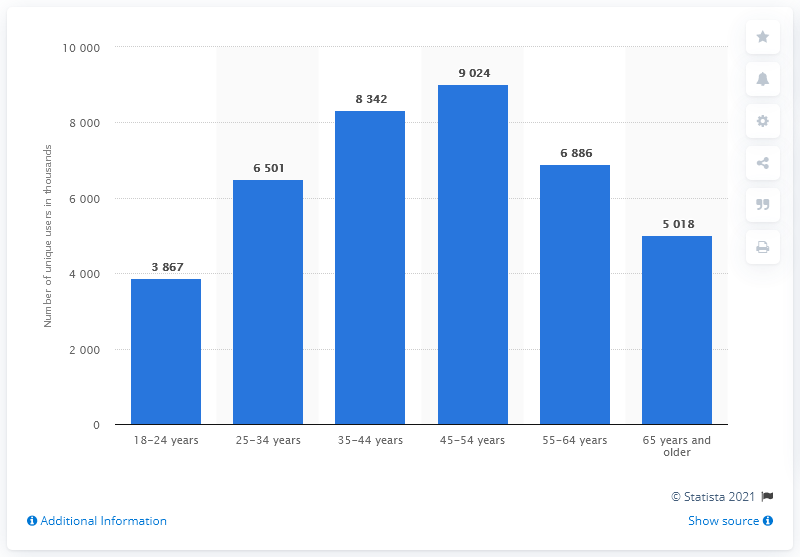 10 000
8 000
6 000
4 000
2 000
0
Number of unique users in thousands
3 867
6 501
8 342
9 024
6 886
5 018
18–24 years
25–34 years
35–44 years
45–54 years
55–64 years
65 years and
older
© Statista 2021
Additional Information
Show source